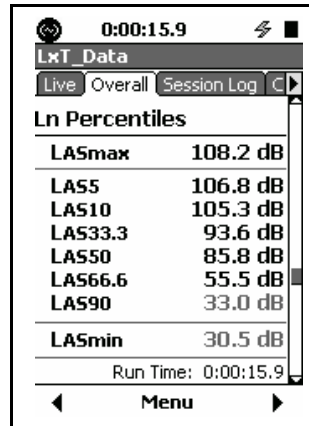 0:00:15.9
LxT_Data
Live Overall Session Log C
Ln Percentiles
LASmax 108.2 dB
LAS5 106.8 dB
LAS10 105.3 dB
LAS33.3 93.6 dB
LAS50 85.8 dB
LAS66.6 55.5 dB
LAS90 33.0 dB
LASmin 30.5 dB
Run Time: 0:00:15.9
Menu